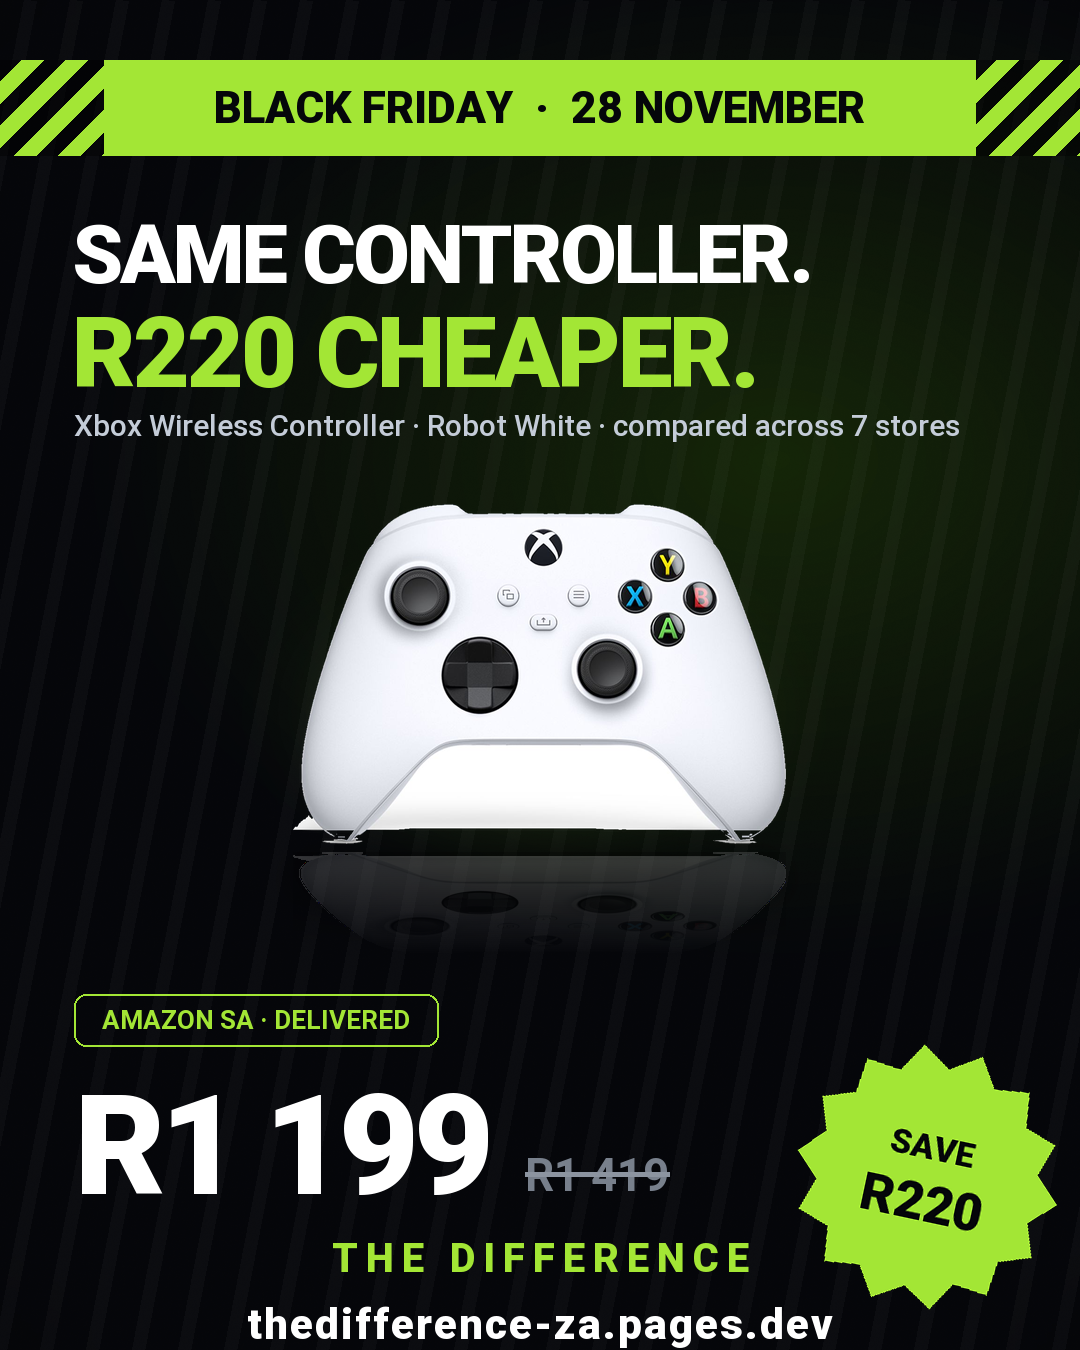 BLACK FRIDAY · 28 NOVEMBER
SAME CONTROLLER.
R220 CHEAPER.
Xbox Wireless Controller · Robot White · compared across 7 stores
Y
X
B
A
AMAZON SA · DELIVERED
R1 199
R1 419
SAVE
R220
THE DIFFERENCE
thedifference-za.pages.dev